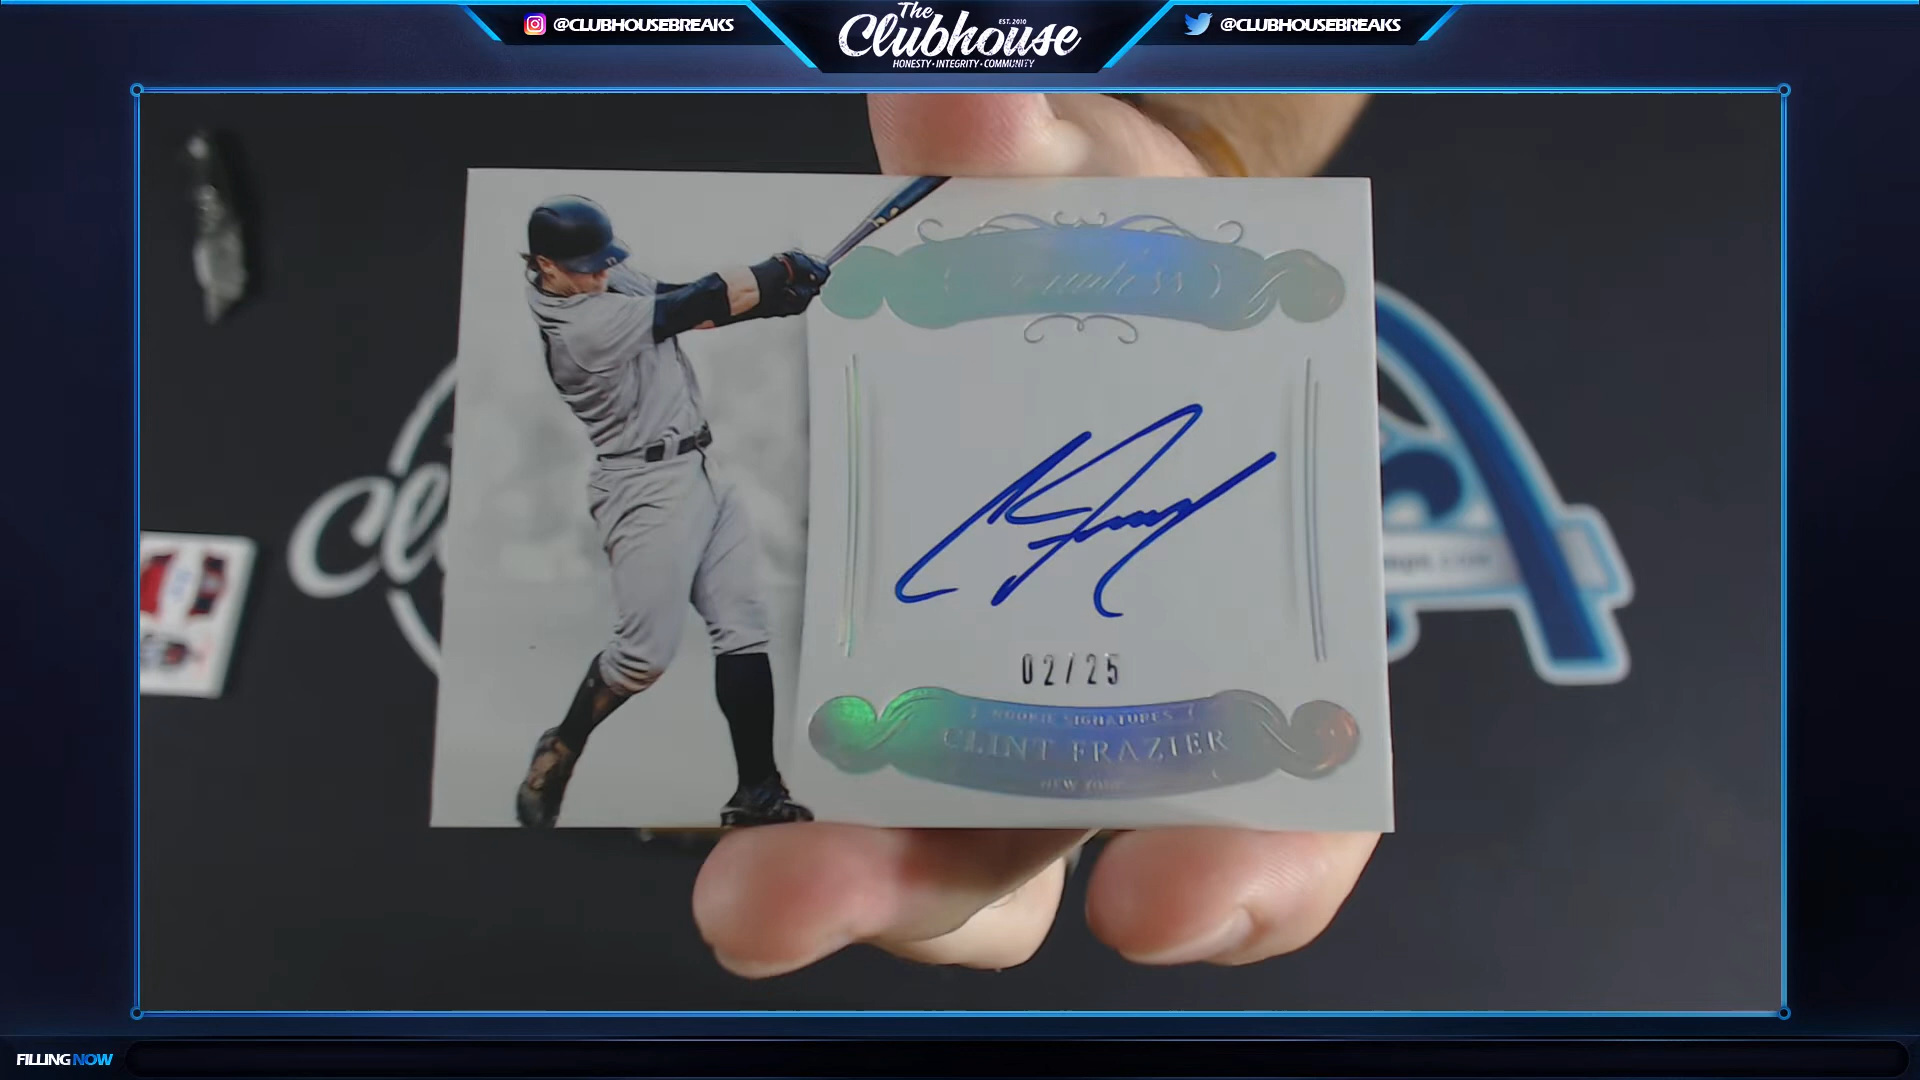 @CLUBHOUSEBREAKS
The
EST. 2010
Clubhouse
HONESTY • INTEGRITY • COMMUNITY
@CLUBHOUSEBREAKS
02/25
ROOKIE SIGNATURES
CLINT FRAZIER
NEW YORK
FILLING NOW